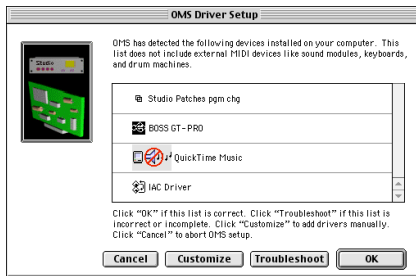 OMS Driver Setup
OMS has detected the following devices installed on your computer. This
list does not include external MIDI devices like sound modules, keyboards,
and drum machines.
Studio
Studio Patches pgm chg
BOSS GT-PRO
QuickTime Music
IAC Driver
Click “OK” if this list is correct. Click “Troubleshoot” if this list is
incorrect or incomplete. Click “Customize” to add drivers manually.
Click “Cancel” to abort OMS setup.
Cancel Customize Troubleshoot OK